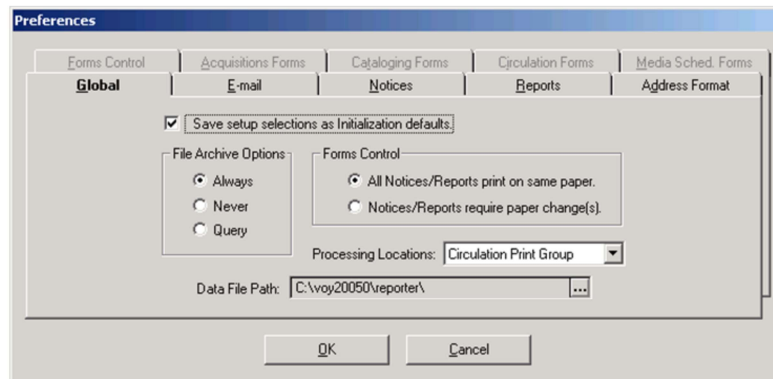 Preferences
Forms Control Acquisitions Forms Cataloging Forms Circulation Forms Media Sched. Forms
Global E-mail Notices Reports Address Format
Save setup selections as Initialization defaults.
File Archive Options Forms Control
Always All Notices/Reports print on same paper.
Never Notices/Reports require paper change(s).
Query
Processing Locations: Circulation Print Group
Data File Path: C:\voy20050\reporter\ ...
OK Cancel